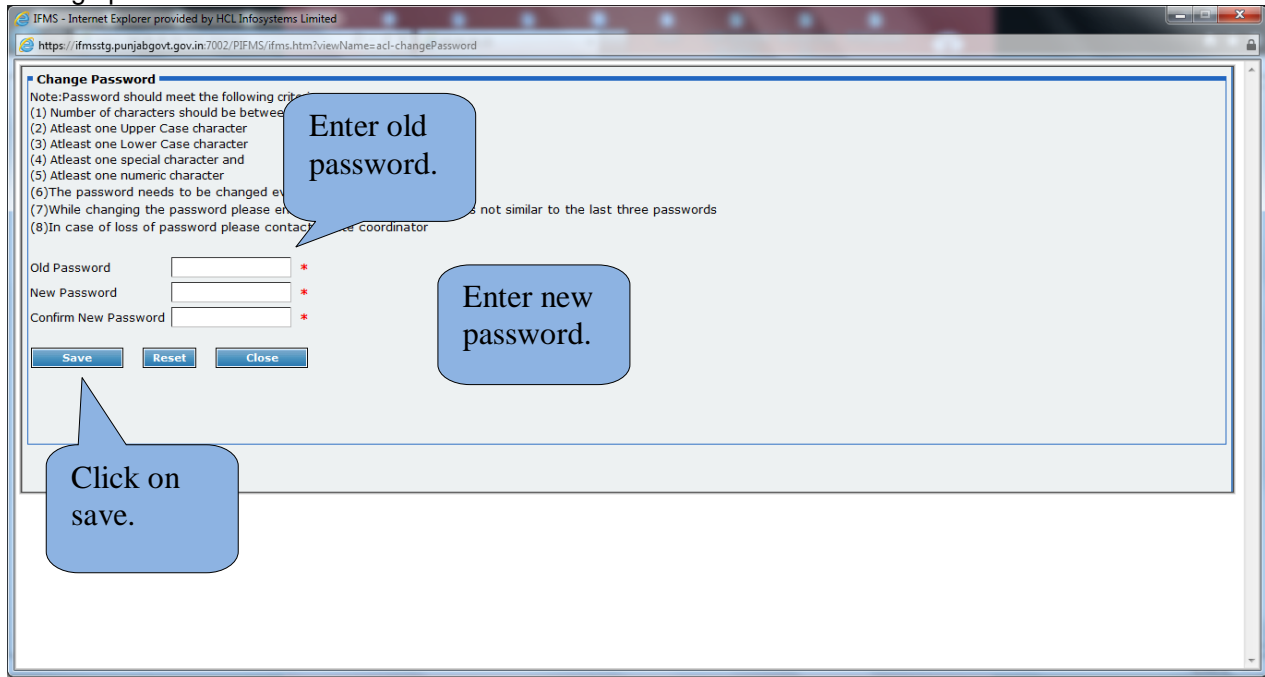 IFMS - Internet Explorer provided by HCL Infosystems Limited
https://ifmsstg.punjabgovt.gov.in:7002/PIFMS/ifms.htm?viewName=acl-changePassword
Change Password
Note:Password should meet the following
(1) Number of characters should be
(2) Atleast one Upper Case character
(3) Atleast one Lower Case character
(4) Atleast one special character and
(5) Atleast one numeric character
(6)The password needs to be changed
(7)While changing the password please not similar to the last three passwords
(8)In case of loss of password please contact coordinator
Enter old
password.
Old Password *
New Password *
Confirm New Password *
Enter new
password.
Save Reset Close
Click on
save.